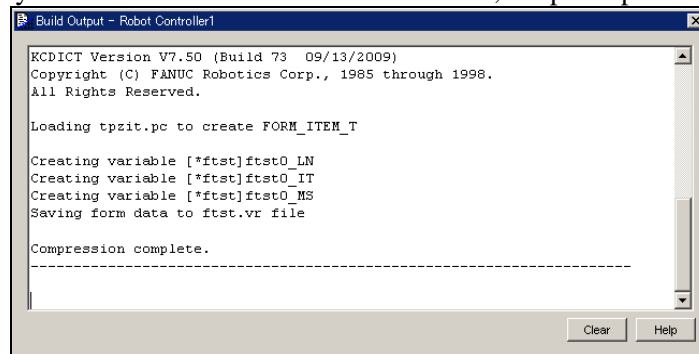 Build Output - Robot Controller1
KCDICT Version V7.50 (Build 73  09/13/2009)
Copyright (C) FANUC Robotics Corp., 1985 through 1998.
All Rights Reserved.
Loading tpzit.pc to create FORM_ITEM_T
Creating variable [*ftst]ftst0_LN
Creating variable [*ftst]ftst0_IT
Creating variable [*ftst]ftst0_MS
Saving form data to ftst.vr file
Compression complete.
----------------------------------------------------------------------
Clear Help